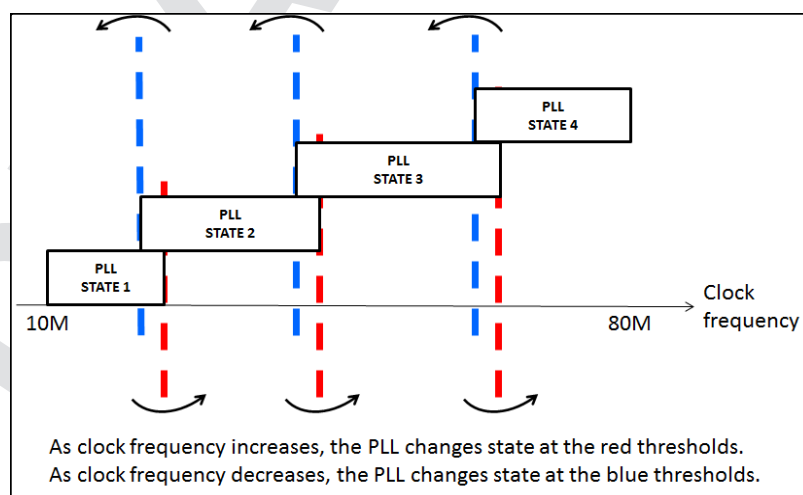 PLL
STATE 4
PLL
STATE 3
PLL
STATE 2
PLL
STATE 1
Clock
frequency
10M
80M
As clock frequency increases, the PLL changes state at the red thresholds.
As clock frequency decreases, the PLL changes state at the blue thresholds.